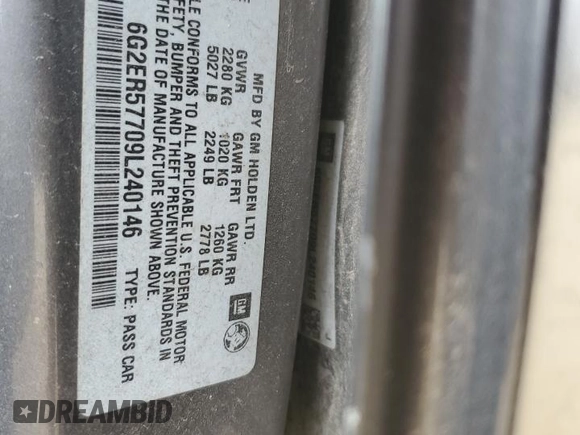 MFD BY GM HOLDEN LTD.
GVWR GAWR FRT GAWR RR
2280 KG 1020 KG 1260 KG
5027 LB 2249 LB 2778 LB
LE CONFORMS TO ALL APPLICABLE U.S. FEDERAL MOTOR
FETY, BUMPER AND THEFT PREVENTION STANDARDS IN
THE DATE OF MANUFACTURE SHOWN ABOVE.
6G2ER57709L240146 TYPE: PASS CAR
GM
DREAMBID